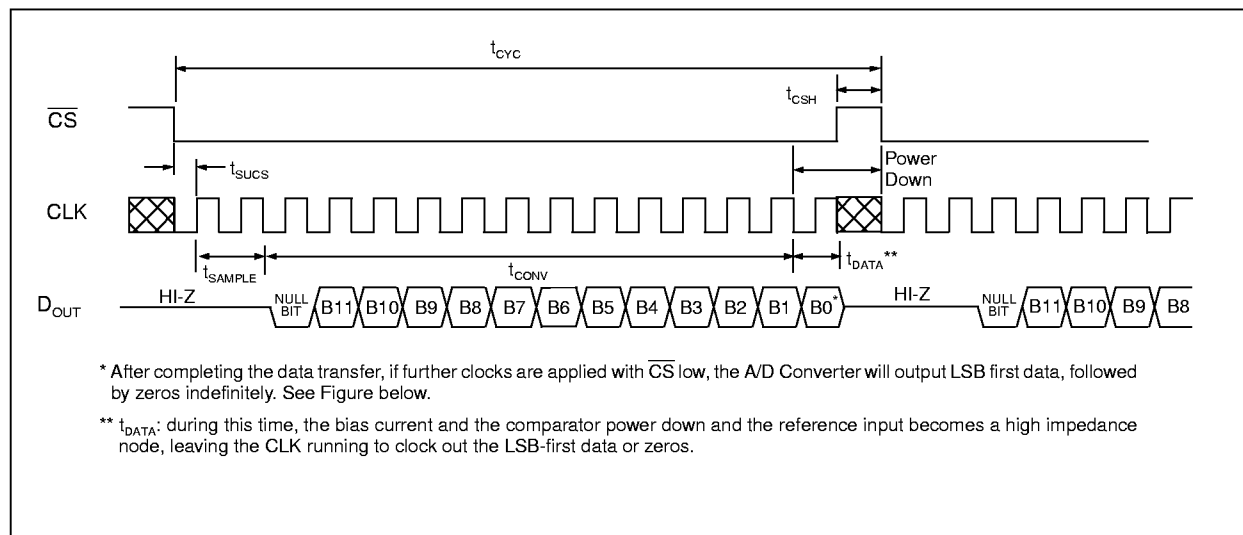 tCYC
tCSH
CS
tSUCS
Power
Down
CLK
tSAMPLE
tCONV
tDATA**
DOUT
HI-Z
NULL
BIT
B11 B10 B9 B8 B7 B6 B5 B4 B3 B2 B1 B0*
HI-Z
NULL
BIT
B11 B10 B9 B8
* After completing the data transfer, if further clocks are applied with CS low, the A/D Converter will output LSB first data, followed
by zeros indefinitely. See Figure below.
** tDATA: during this time, the bias current and the comparator power down and the reference input becomes a high impedance
node, leaving the CLK running to clock out the LSB-first data or zeros.